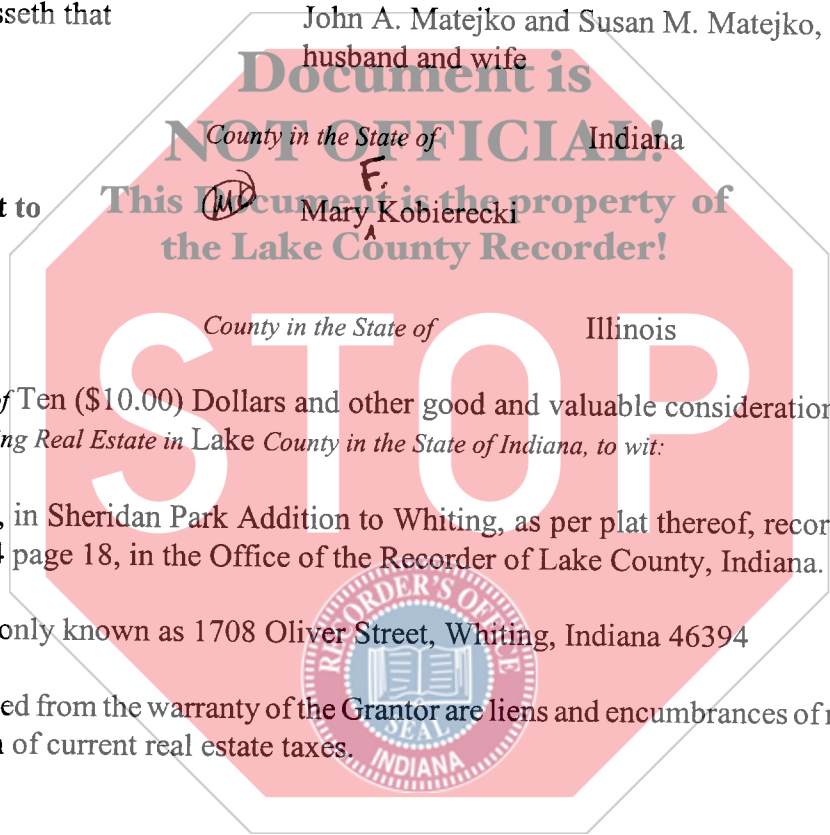 sseth that John A. Matejko and Susan M. Matejko,
husband and wife
Document is
County in the State of Indiana
NOT OFFICIAL!
F.
This Document is the property of
t to Mary ^ Kobierecki
the Lake County Recorder!
County in the State of Illinois
STOP
f Ten ($10.00) Dollars and other good and valuable consideration
ng Real Estate in Lake County in the State of Indiana, to wit:
, in Sheridan Park Addition to Whiting, as per plat thereof, recor
page 18, in the Office of the Recorder of Lake County, Indiana.
RECORDER'S OFFICE
only known as 1708 Oliver Street, Whiting, Indiana 46394
ed from the warranty of the Grantor are liens and encumbrances of r
SEAL
of current real estate taxes.
INDIANA